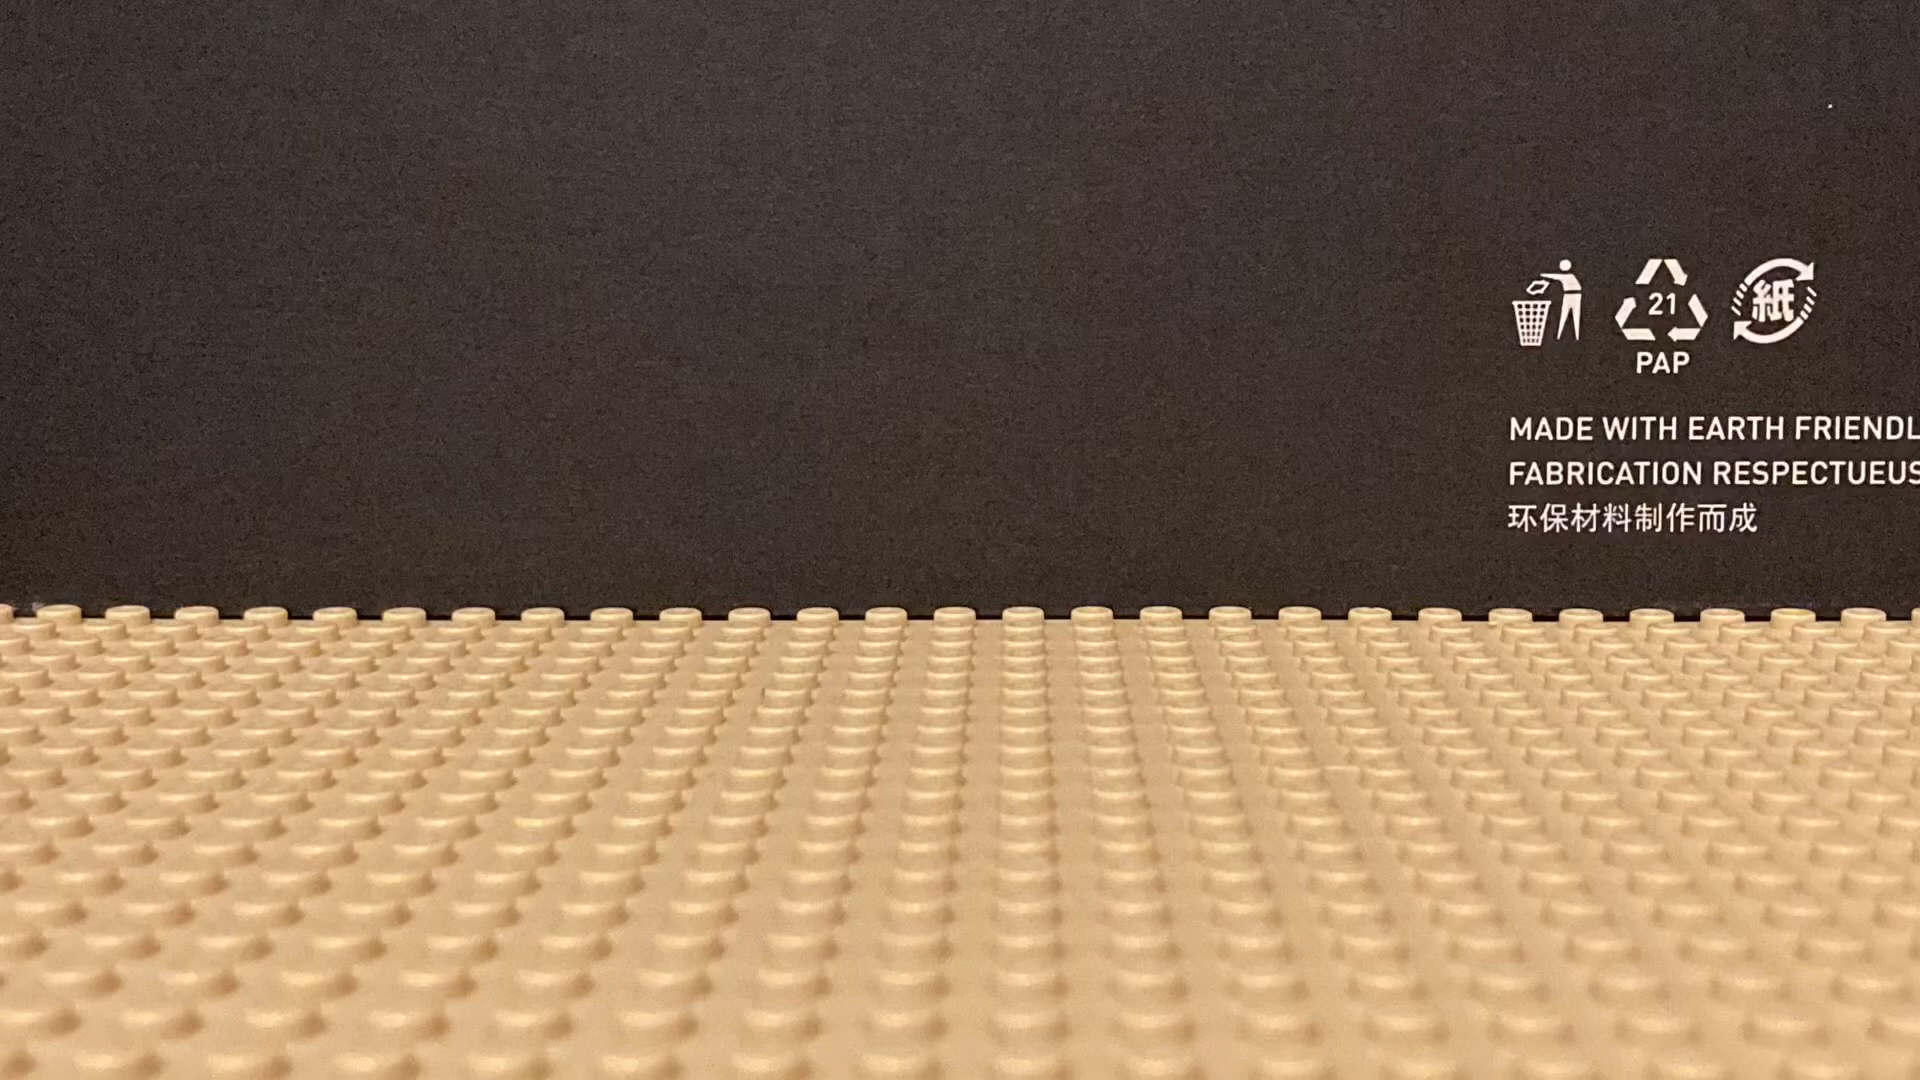 21
紙
PAP
MADE WITH EARTH FRIENDL
FABRICATION RESPECTUEUS
环保材料制作而成